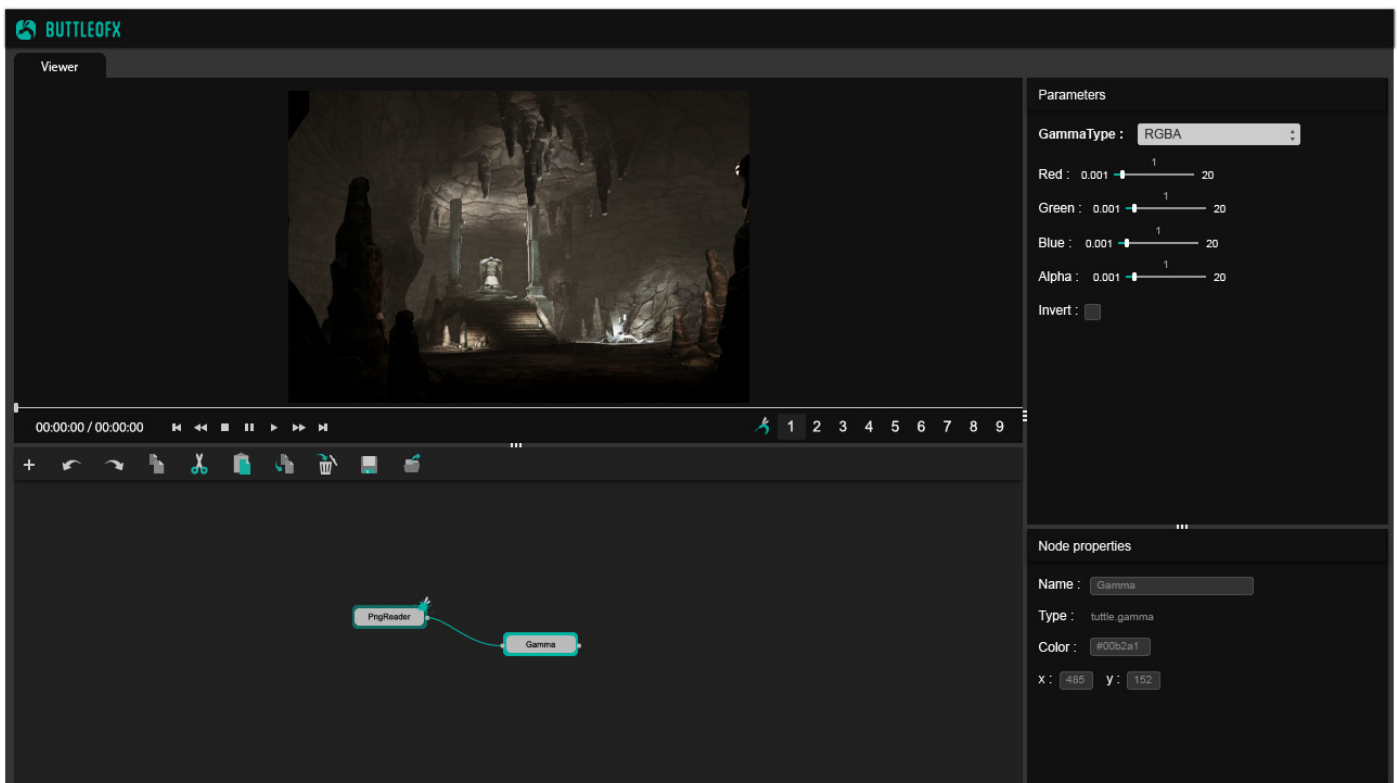 BUTTLEOFX
Viewer
00:00:00 / 00:00:00
1 2 3 4 5 6 7 8 9
PngReader
Gamma
Parameters
GammaType : RGBA
1
Red : 0.001 20
1
Green : 0.001 20
1
Blue : 0.001 20
1
Alpha : 0.001 20
Invert :
Node properties
Name : Gamma
Type : tuttle.gamma
Color : #00b2a1
x : 485 y : 152